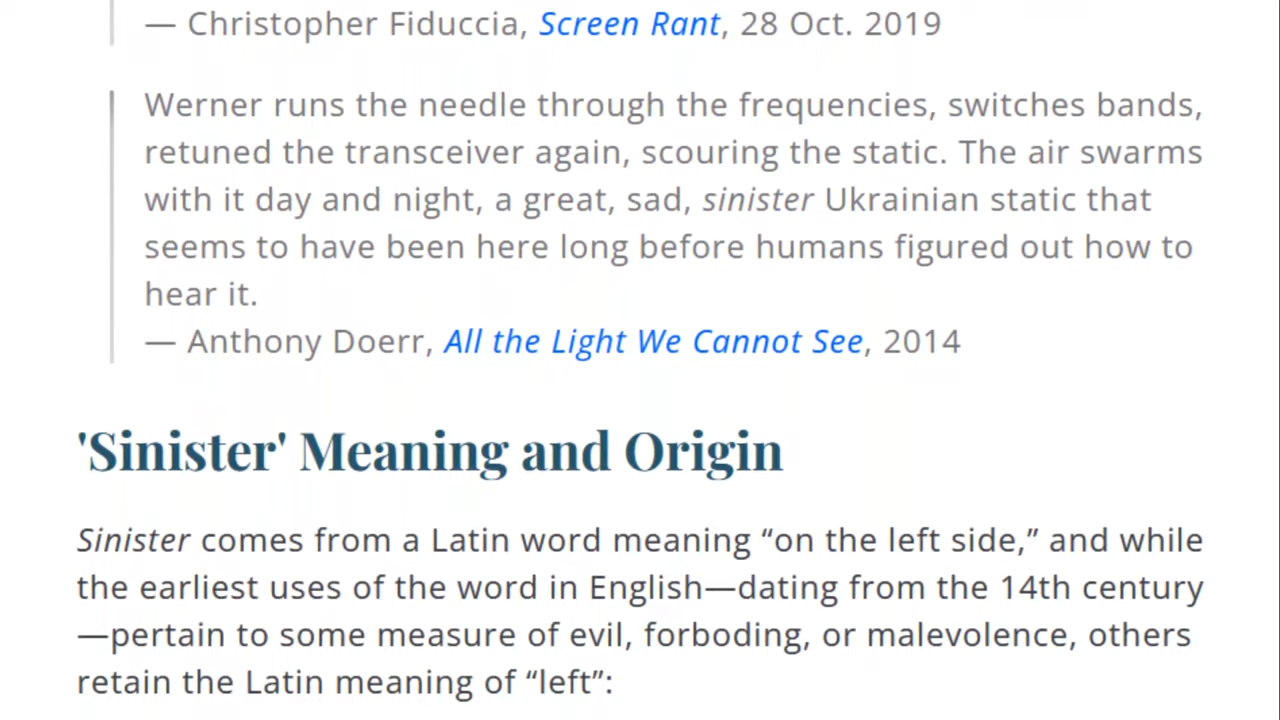 — Christopher Fiduccia, Screen Rant, 28 Oct. 2019
Werner runs the needle through the frequencies, switches bands,
retuned the transceiver again, scouring the static. The air swarms
with it day and night, a great, sad, sinister Ukrainian static that
seems to have been here long before humans figured out how to
hear it.
— Anthony Doerr, All the Light We Cannot See, 2014
'Sinister' Meaning and Origin
Sinister comes from a Latin word meaning “on the left side,” and while
the earliest uses of the word in English—dating from the 14th century
—pertain to some measure of evil, forboding, or malevolence, others
retain the Latin meaning of “left”: